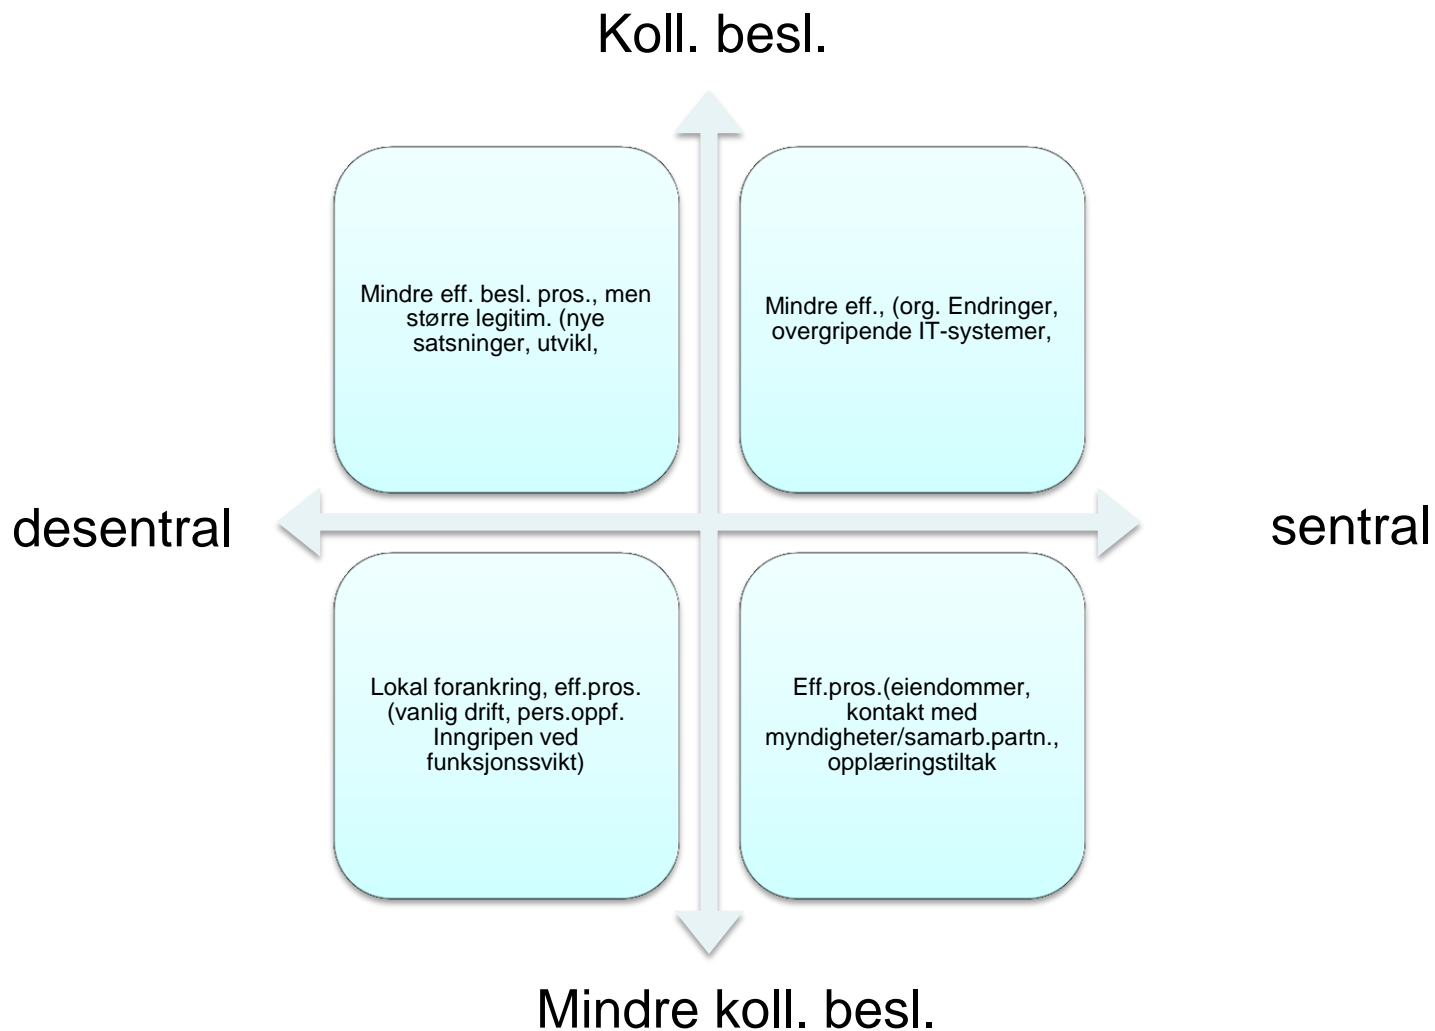 Koll. besl.
Mindre eff. besl. pros., men
større legitim. (nye
satsninger, utvikl,
Mindre eff., (org. Endringer,
overgripende IT-systemer,
desentral
sentral
Lokal forankring, eff.pros.
(vanlig drift, pers.oppf.
Inngripen ved
funksjonssvikt)
Eff.pros.(eiendommer,
kontakt med
myndigheter/samarb.partn.,
opplæringstiltak
Mindre koll. besl.